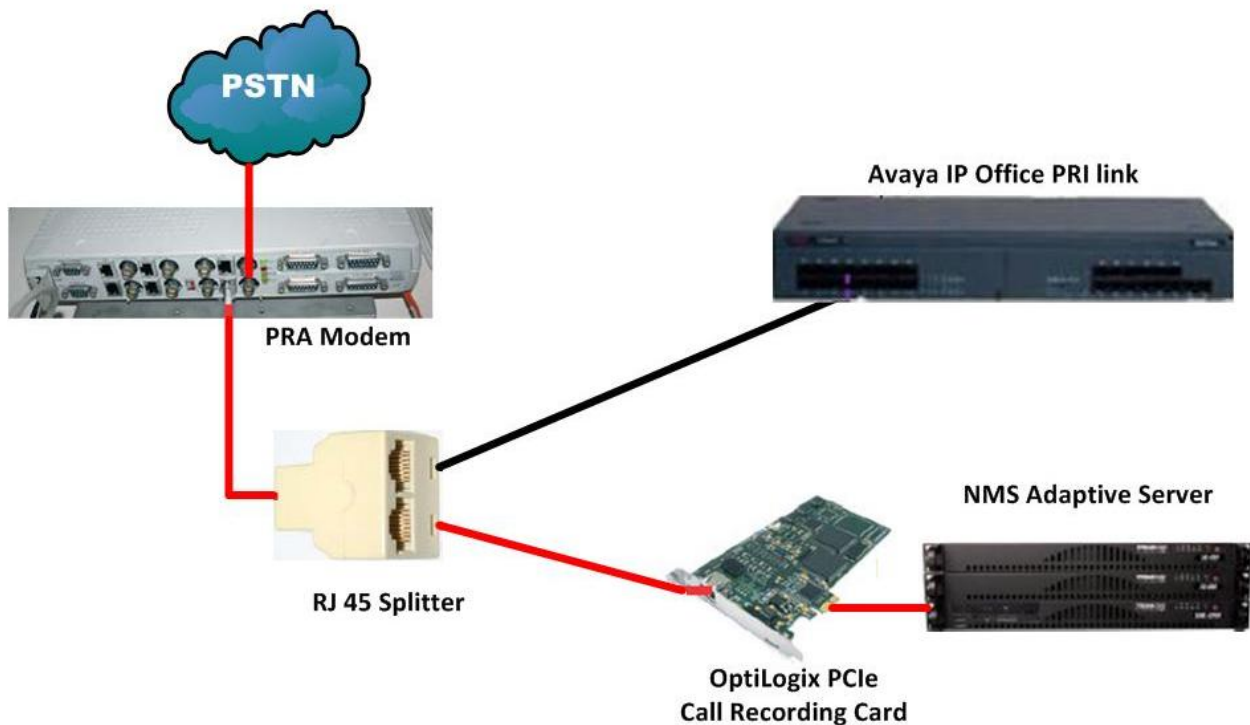 PSTN
Avaya IP Office PRI link
PRA Modem
NMS Adaptive Server
RJ 45 Splitter
OptiLogix PCIe
Call Recording Card